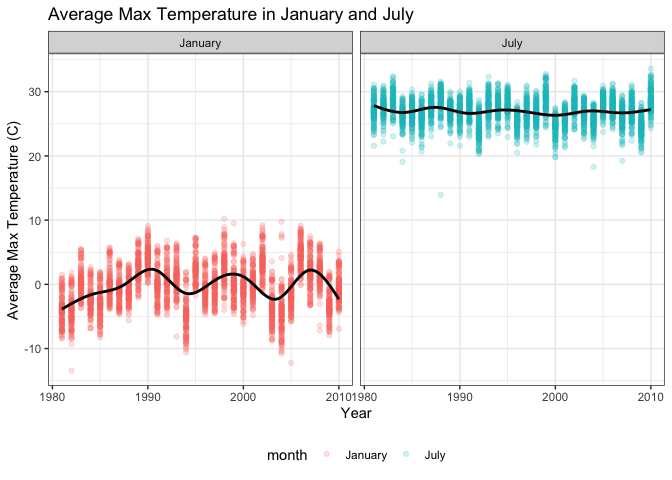 Average Max Temperature in January and July
January
July
Average Max Temperature (C)
30
20
10
0
-10
1980
1990
2000
2010
1980
1990
2000
2010
Year
month
January
July